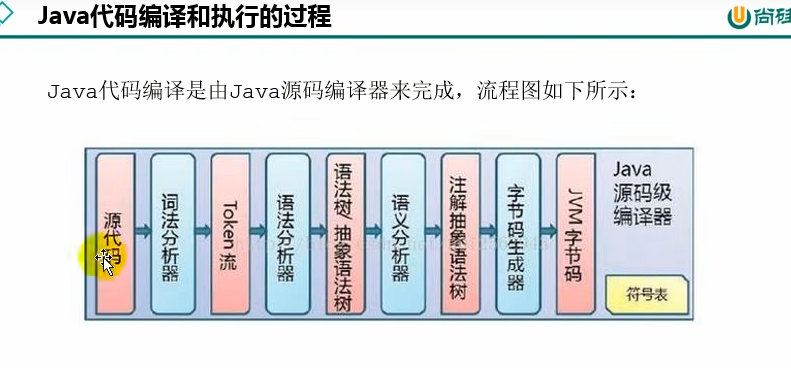 Java代码编译和执行的过程
尚硅
Java代码编译是由Java源码编译器来完成，流程图如下所示：
源代码
词法分析器
Token流
语法分析器
语法树/抽象语法树
语义分析器
注解抽象语法树
字节码生成器
JVM字节码
Java
源码级
编译器
符号表